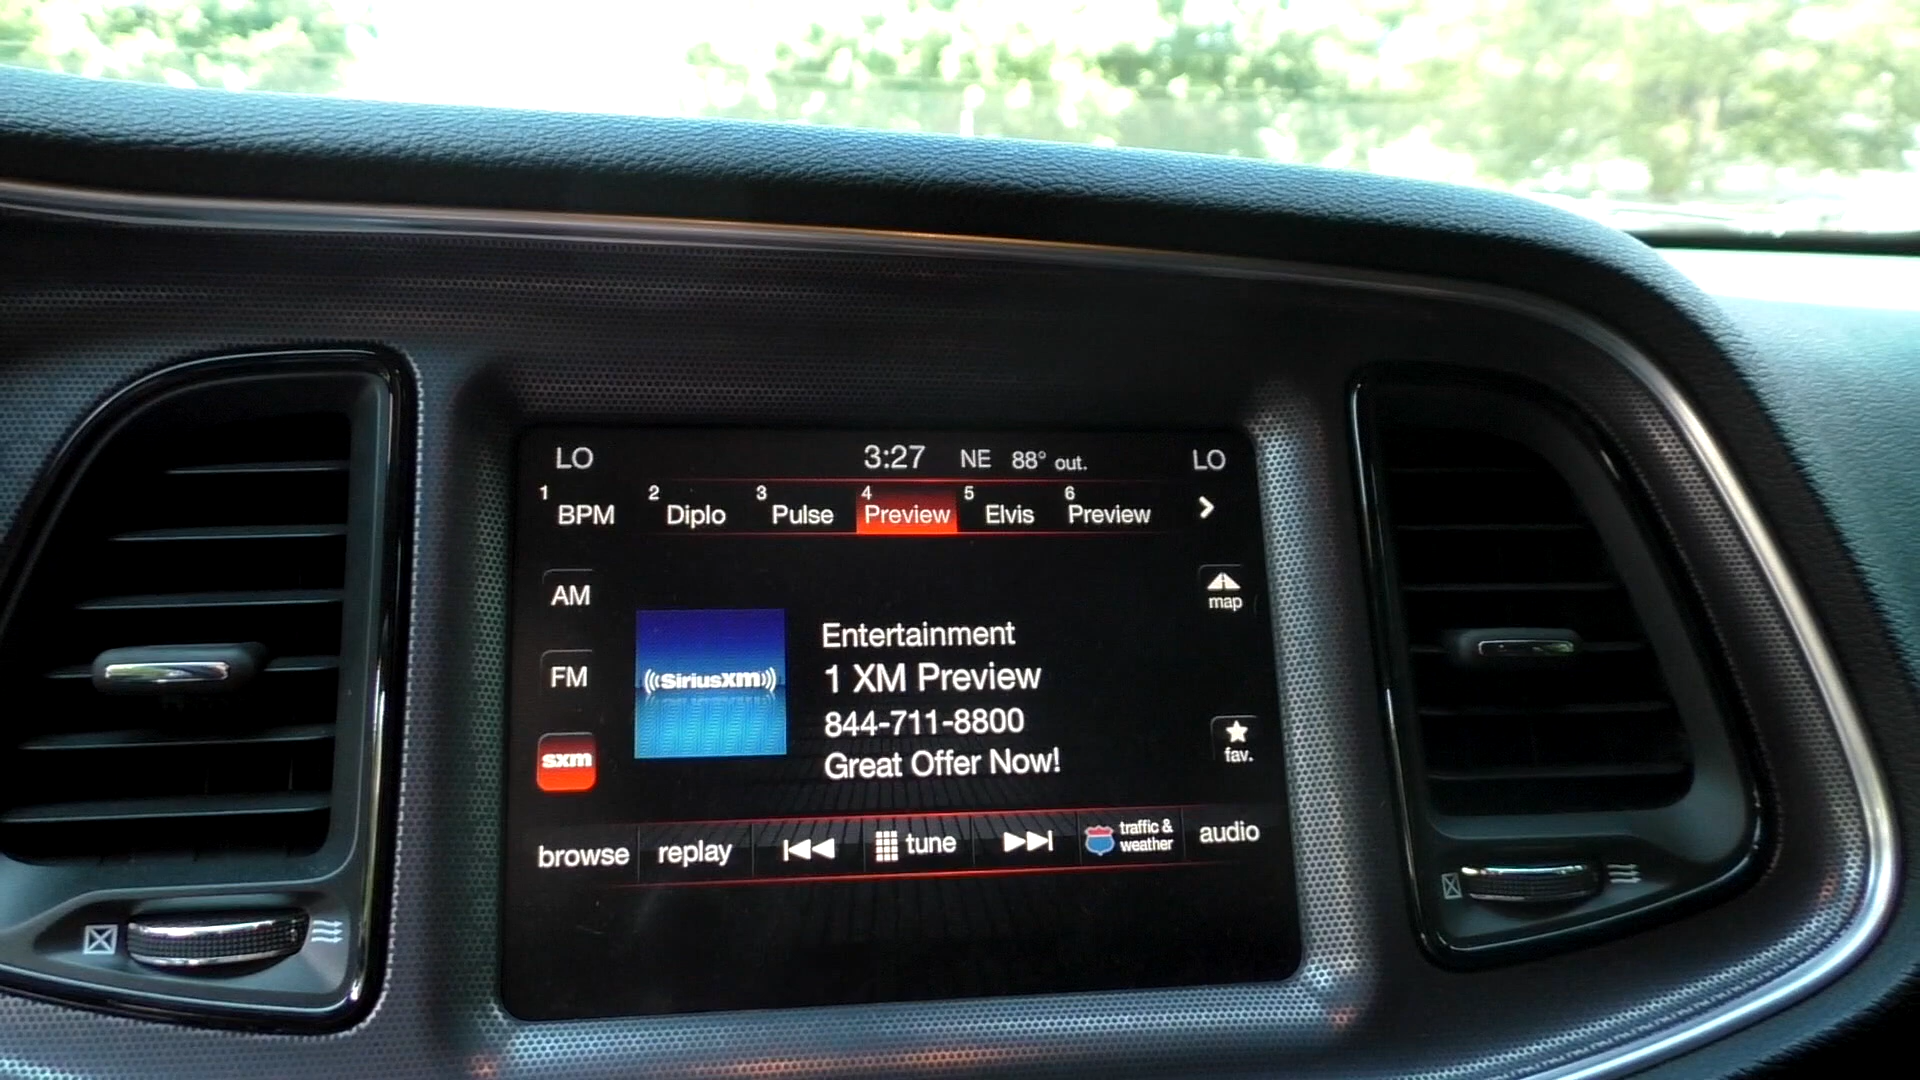 LO 3:27 NE 88° out. LO
1 BPM 2 Diplo 3 Pulse 4 Preview 5 Elvis 6 Preview
AM
map
Entertainment
((SiriusXM))
1 XM Preview
FM
844-711-8800
fav.
sxm
Great Offer Now!
browse replay tune traffic & weather audio